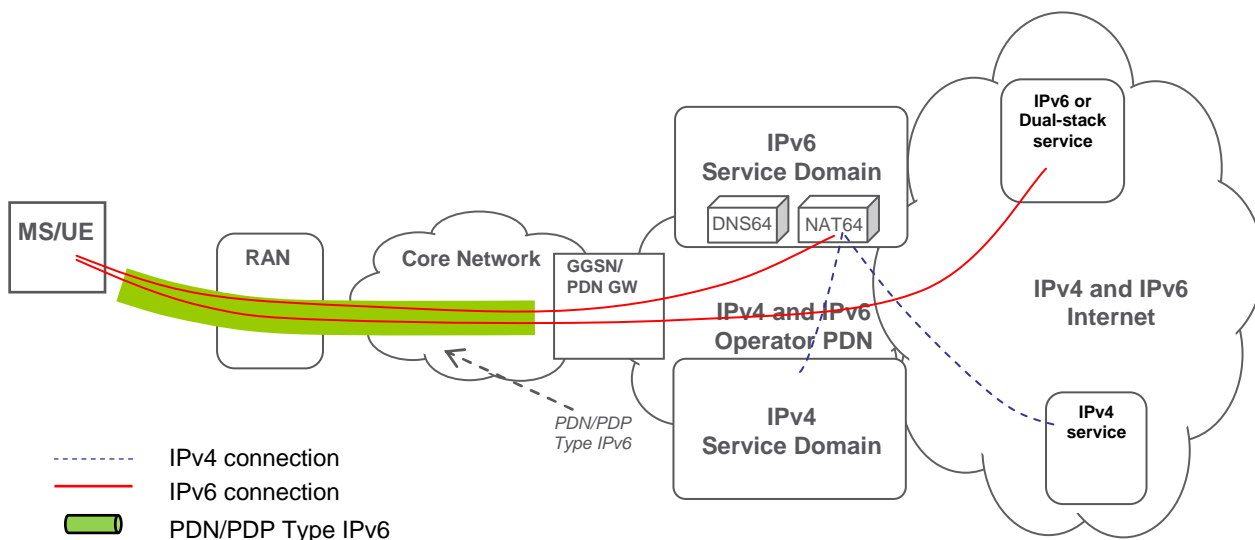 IPv6 or
Dual-stack
service
IPv6
Service Domain
DNS64
NAT64
MS/UE
RAN
Core Network
GGSN/
PDN GW
IPv4 and IPv6
Operator PDN
IPv4 and IPv6
Internet
PDN/PDP
Type IPv6
IPv4
Service Domain
IPv4
service
IPv4 connection
IPv6 connection
PDN/PDP Type IPv6